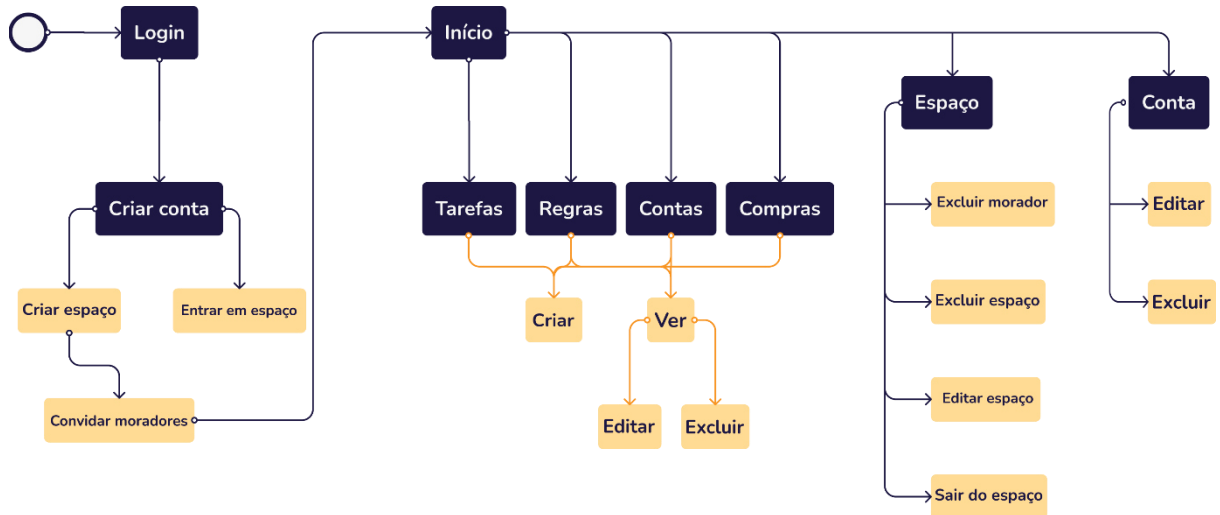 Login
Início
Espaço
Conta
Criar conta
Tarefas
Regras
Contas
Compras
Excluir morador
Editar
Criar espaço
Entrar em espaço
Criar
Ver
Excluir espaço
Excluir
Convidar moradores
Editar
Excluir
Editar espaço
Sair do espaço